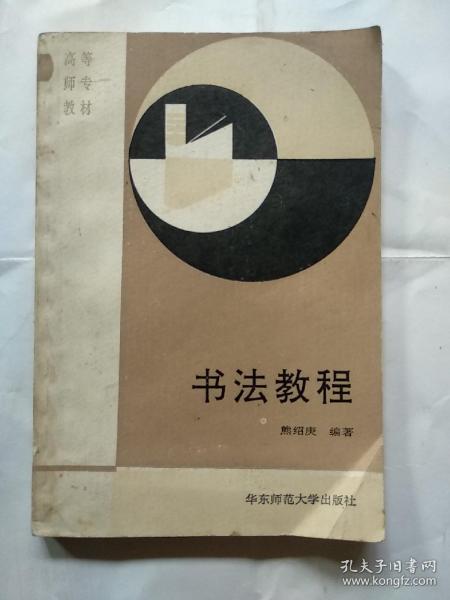 高等
师专
教材
书法教程
熊绍庚 编著
华东师范大学出版社
孔夫子旧书网
www.kongfz.com